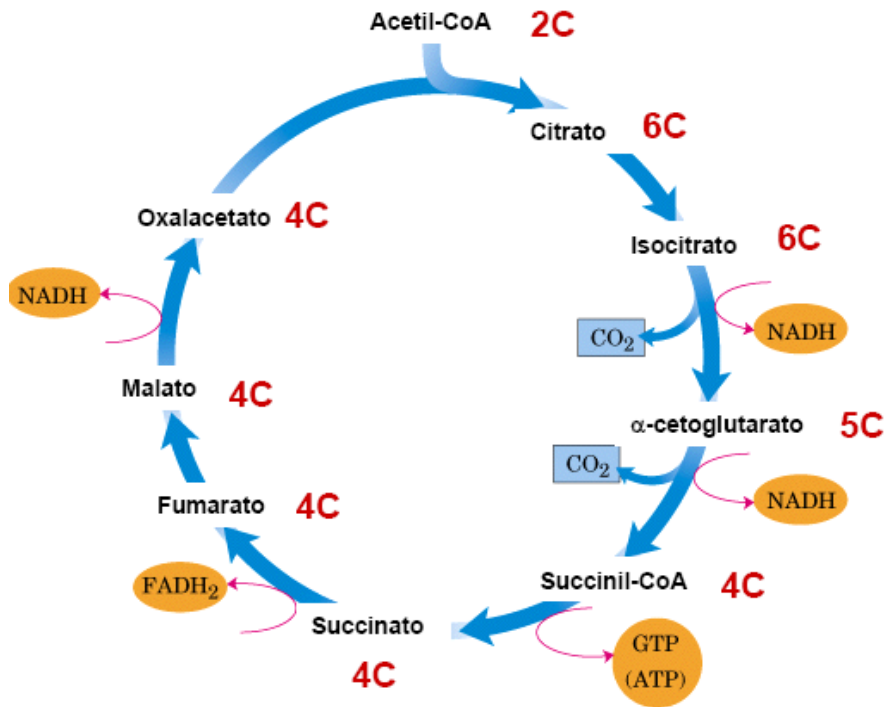 Acetil-CoA 2C
Citrato 6C
Isocitrato 6C
CO₂
NADH
α-cetoglutarato 5C
CO₂
NADH
Succinil-CoA 4C
GTP
(ATP)
Succinato
4C
FADH₂
Fumarato 4C
Malato 4C
NADH
Oxalacetato 4C